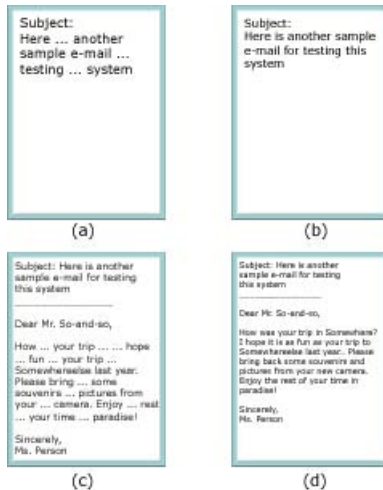 Subject:
Here ... another
sample e-mail ...
testing ... system
(a)
Subject:
Here is another sample
e-mail for testing this
system
(b)
Subject: Here is another
sample e-mail for testing
this system
Dear Mr. So-and-so,
How ... your trip ... ... hope
... fun ... your trip ...
Somewhereelse last year.
Please bring ... some
souvenirs ... pictures from
your ... camera. Enjoy ... rest
... your time ... paradise!
Sincerely,
Ms. Person
(c)
Subject: Here is another
sample e-mail for testing
this system
Dear Mr. So-and-so,
How was your trip in Somewhere?
I hope it is as fun as your trip to
Somewhereelse last year. Please
bring back some souvenirs and
pictures from your new camera.
Enjoy the rest of your time in
paradise!
Sincerely,
Ms. Person
(d)